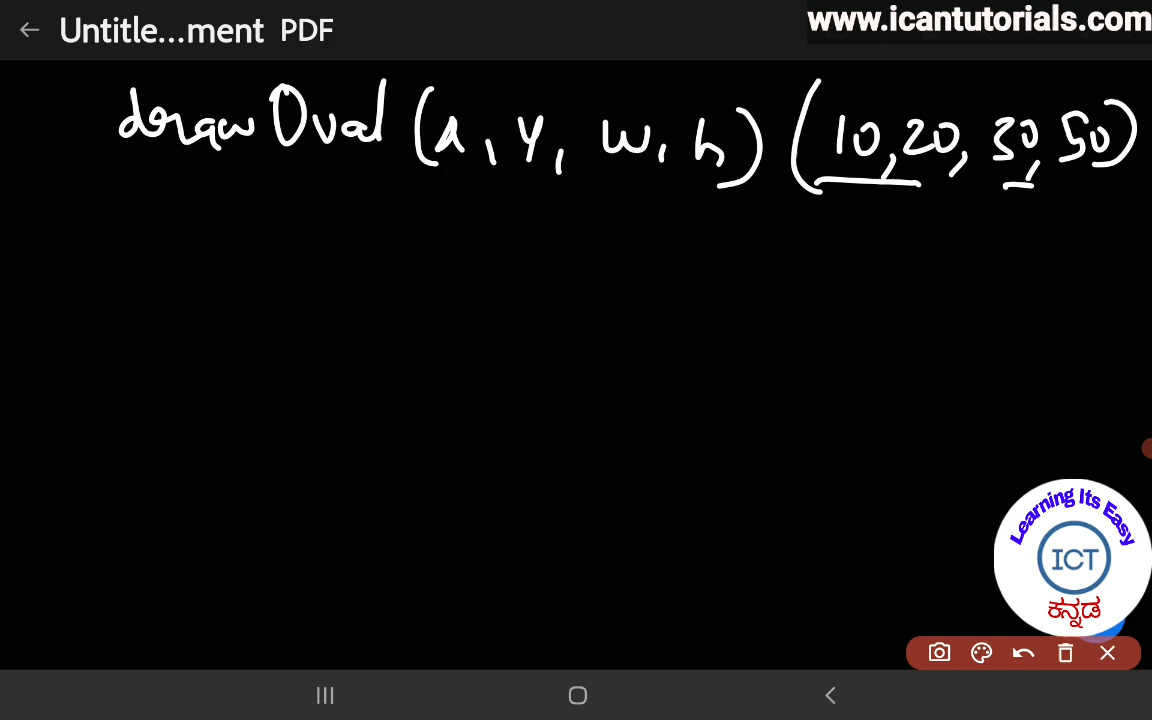 www.icantutorials.com
← Untitle...ment PDF
drawOval (x, y, w, h) (10,20, 30, 50)
Learning Its Easy
ICT
ಕನ್ನಡ